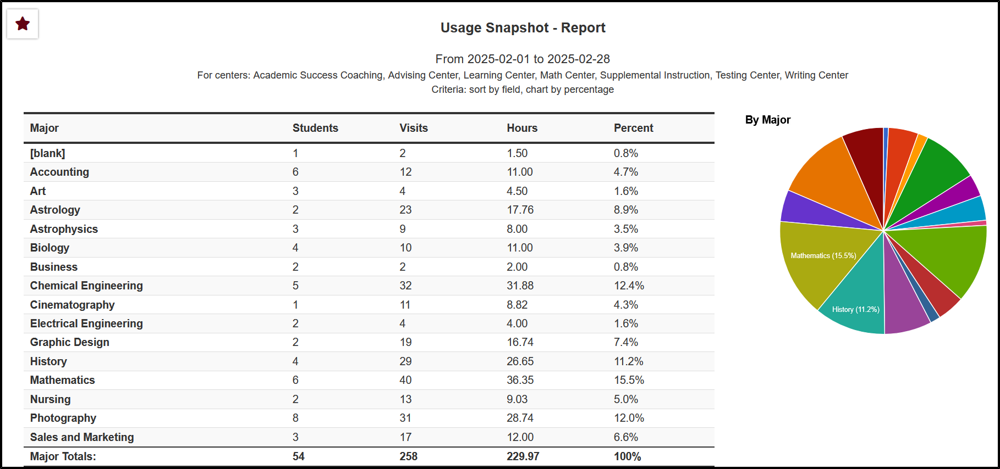 Usage Snapshot - Report
From 2025-02-01 to 2025-02-28
For centers: Academic Success Coaching, Advising Center, Learning Center, Math Center, Supplemental Instruction, Testing Center, Writing Center
Criteria: sort by field, chart by percentage
Major Students Visits Hours Percent
[blank] 1 2 1.50 0.8%
Accounting 6 12 11.00 4.7%
Art 3 4 4.50 1.6%
Astrology 2 23 17.76 8.9%
Astrophysics 3 9 8.00 3.5%
Biology 4 10 11.00 3.9%
Business 2 2 2.00 0.8%
Chemical Engineering 5 32 31.88 12.4%
Cinematography 1 11 8.82 4.3%
Electrical Engineering 2 4 4.00 1.6%
Graphic Design 2 19 16.74 7.4%
History 4 29 26.65 11.2%
Mathematics 6 40 36.35 15.5%
Nursing 2 13 9.03 5.0%
Photography 8 31 28.74 12.0%
Sales and Marketing 3 17 12.00 6.6%
Major Totals: 54 258 229.97 100%
By Major
Mathematics (15.5%)
History (11.2%)